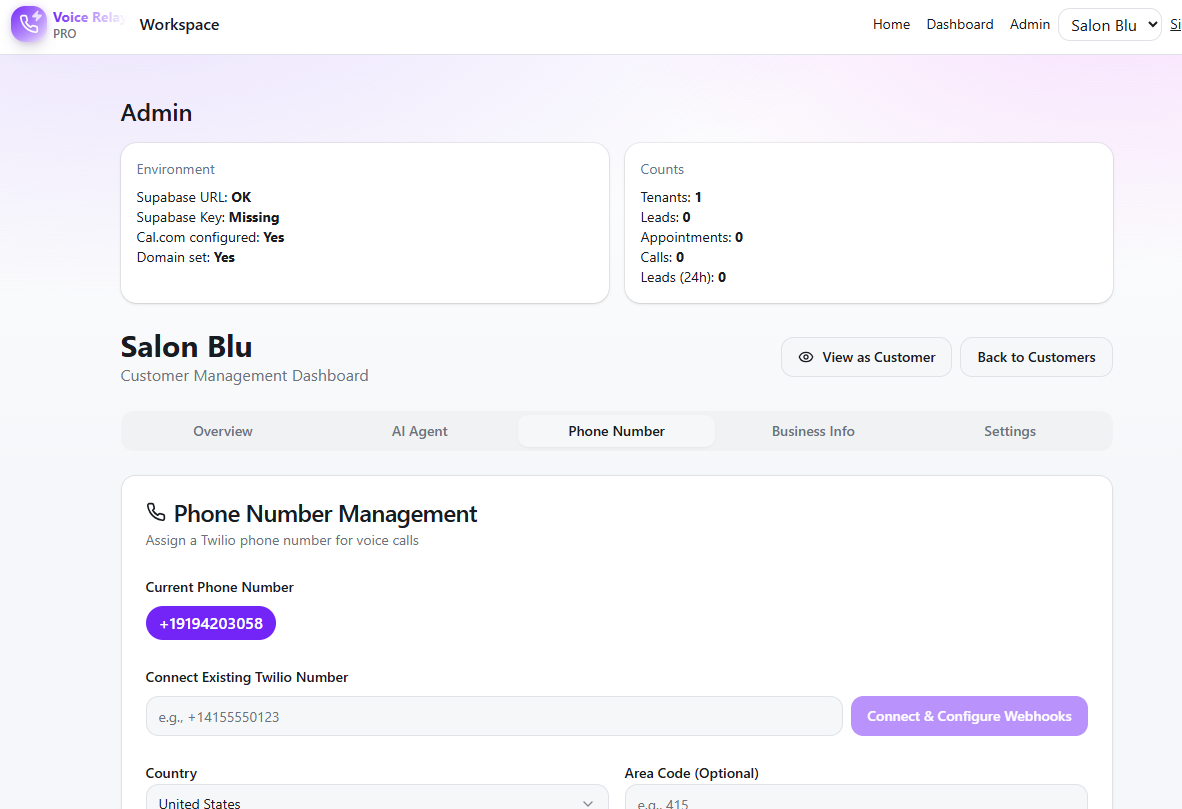 Voice Relay
PRO
Workspace
Home
Dashboard
Admin
Salon Blu
Admin
Environment
Supabase URL: OK
Supabase Key: Missing
Cal.com configured: Yes
Domain set: Yes
Counts
Tenants: 1
Leads: 0
Appointments: 0
Calls: 0
Leads (24h): 0
Salon Blu
Customer Management Dashboard
View as Customer
Back to Customers
Overview
AI Agent
Phone Number
Business Info
Settings
Phone Number Management
Assign a Twilio phone number for voice calls
Current Phone Number
+19194203058
Connect Existing Twilio Number
e.g., +14155550123
Connect & Configure Webhooks
Country
Area Code (Optional)
United States
e.g., 415